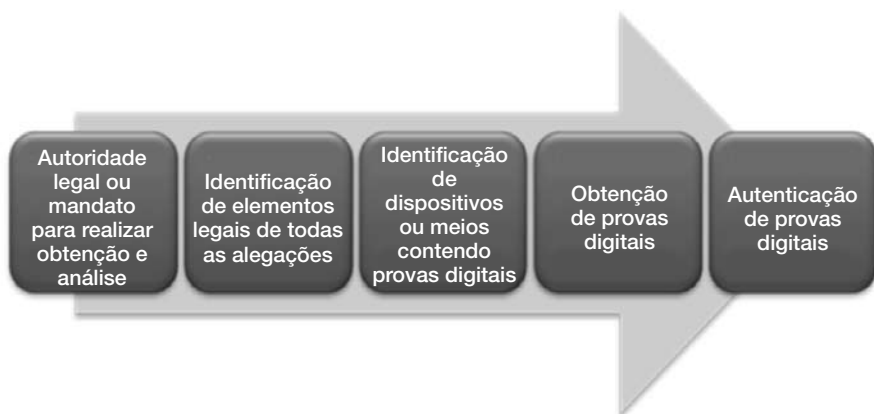 Autoridade
legal ou
mandato
para realizar
obtenção e
análise
Identificação
de elementos
legais de todas
as alegações
Identificação
de
dispositivos
ou meios
contendo
provas digitais
Obtenção
de provas
digitais
Autenticação
de provas
digitais